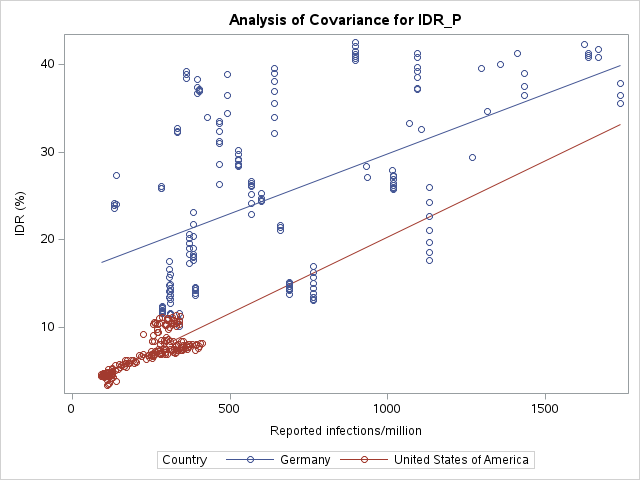 Analysis of Covariance for IDR_P
40
30
20
10
IDR (%)
0
500
1000
1500
Reported infections/million
Country
Germany
United States of America